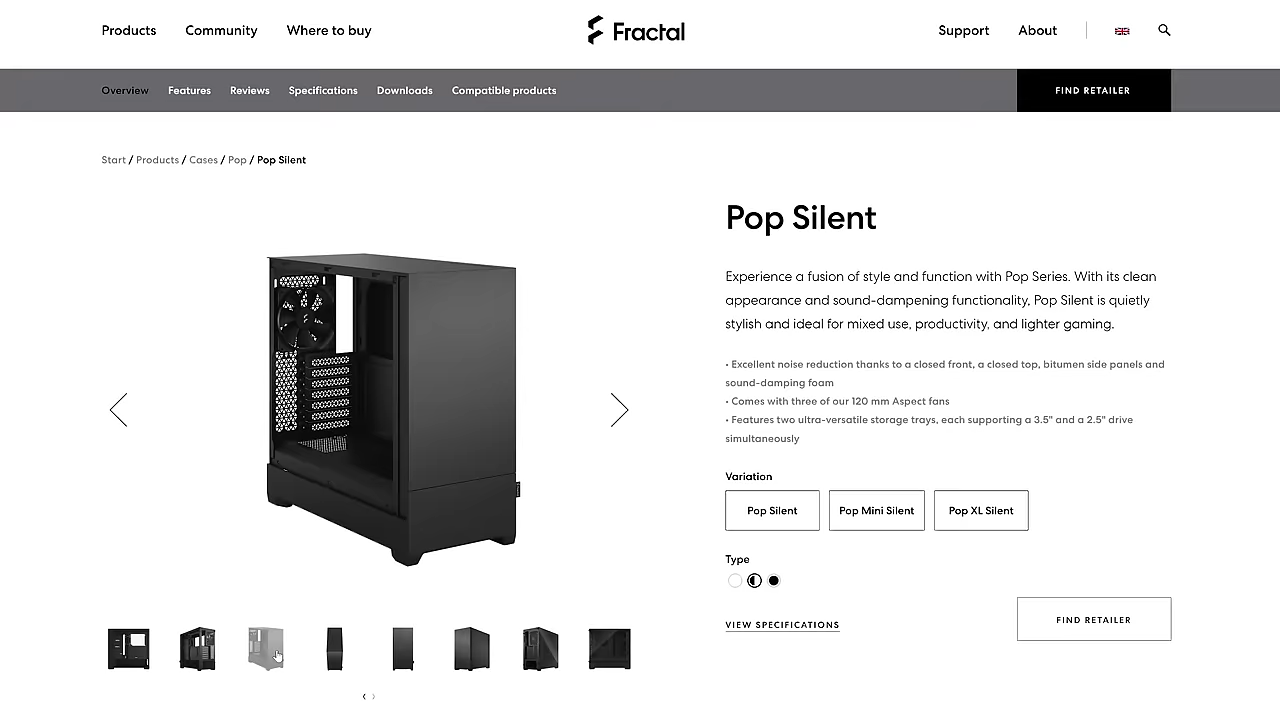 Products Community Where to buy Fractal Support About
Overview Features Reviews Specifications Downloads Compatible products FIND RETAILER
Start / Products / Cases / Pop / Pop Silent
Pop Silent
Experience a fusion of style and function with Pop Series. With its clean
appearance and sound-dampening functionality, Pop Silent is quietly
stylish and ideal for mixed use, productivity, and lighter gaming.
• Excellent noise reduction thanks to a closed front, a closed top, bitumen side panels and
sound-damping foam
• Comes with three of our 120 mm Aspect fans
• Features two ultra-versatile storage trays, each supporting a 3.5" and a 2.5" drive
simultaneously
Variation
Pop Silent Pop Mini Silent Pop XL Silent
Type
VIEW SPECIFICATIONS FIND RETAILER